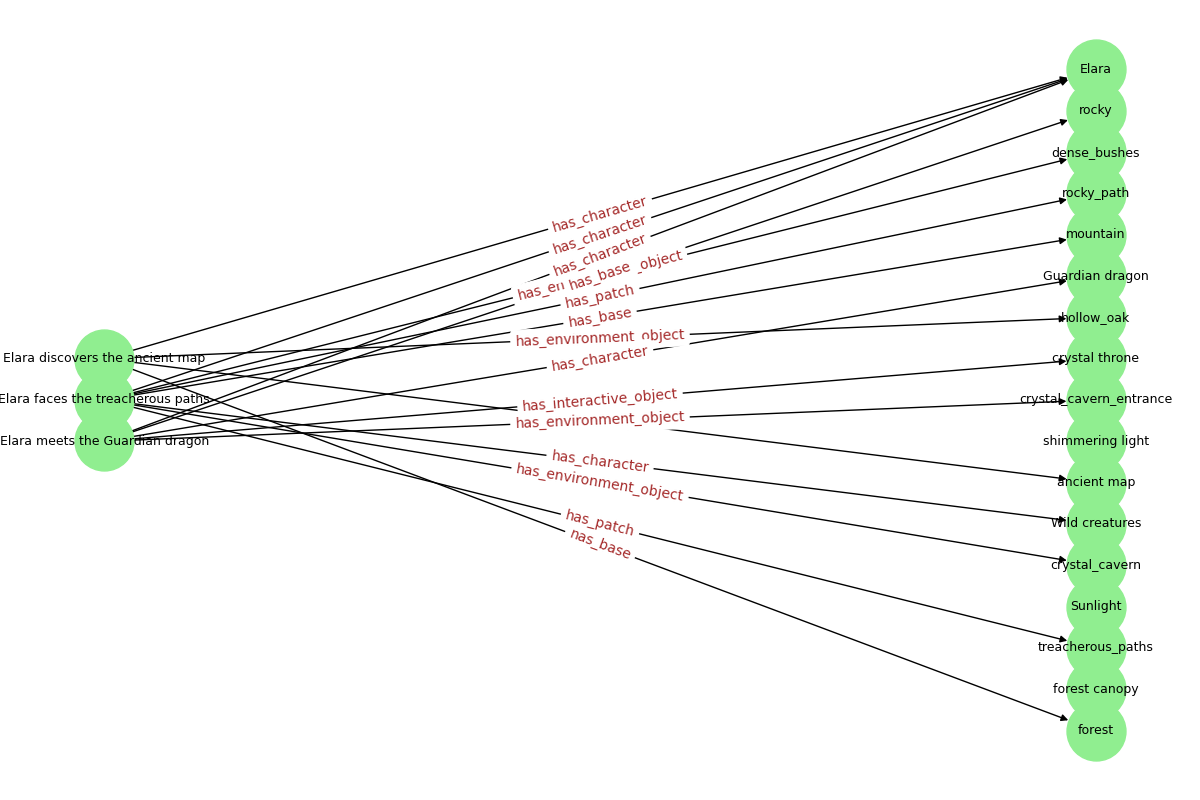 Elara discovers the ancient map
Elara faces the treacherous paths
Elara meets the Guardian dragon
has_character
has_character
has_character
has_base
_object
has_en
has_patch
has_base
has_environment_object
has_character
has_interactive_object
has_environment_object
has_character
has_environment_object
has_patch
has_base
Elara
rocky
dense_bushes
rocky_path
mountain
Guardian dragon
hollow_oak
crystal throne
crystal_cavern_entrance
shimmering light
ancient map
Wild creatures
crystal_cavern
Sunlight
treacherous_paths
forest canopy
forest